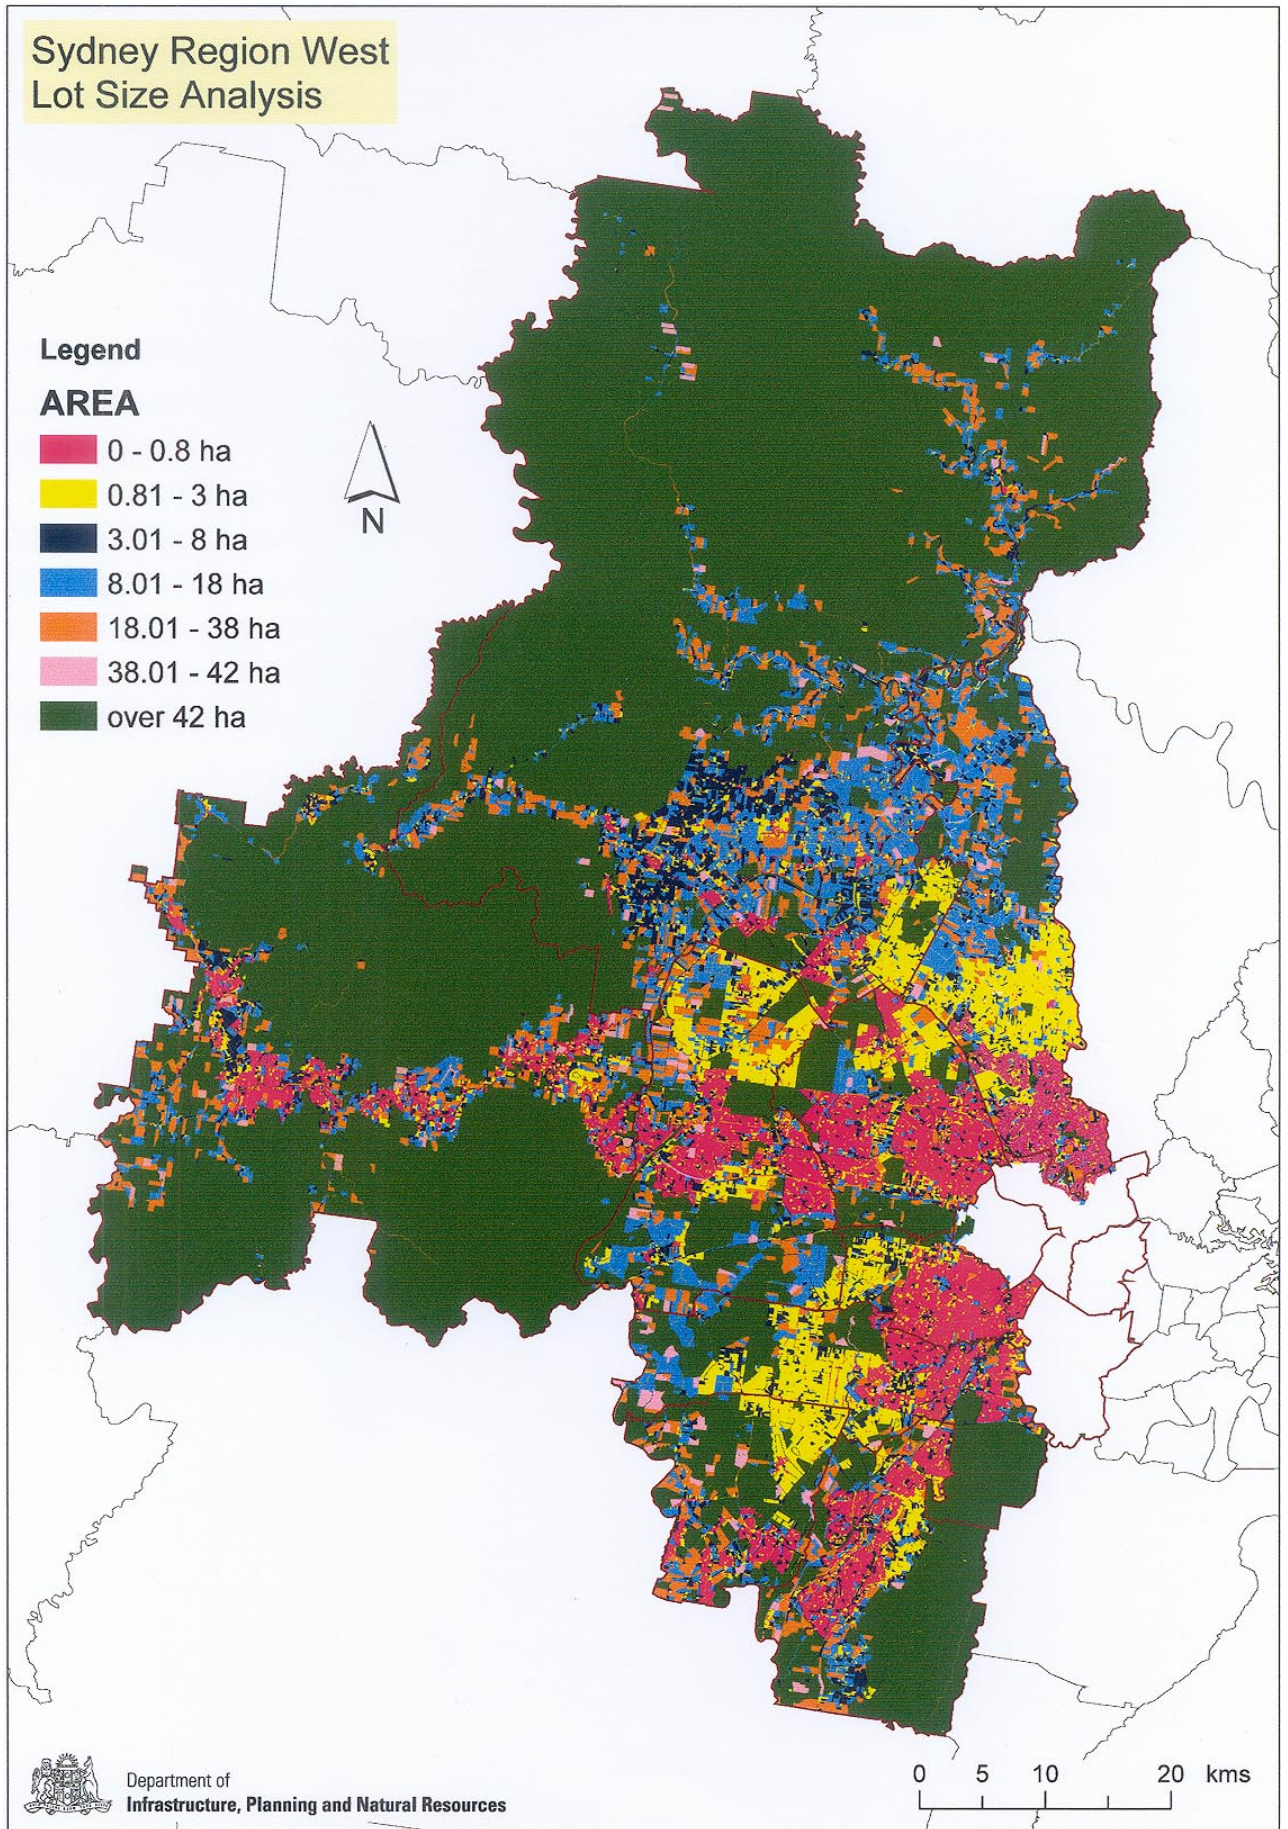 Sydney Region West
Lot Size Analysis
Legend
AREA
0 - 0.8 ha
0.81 - 3 ha
3.01 - 8 ha
8.01 - 18 ha
18.01 - 38 ha
38.01 - 42 ha
over 42 ha
N
Department of
Infrastructure, Planning and Natural Resources
0 5 10 20 kms